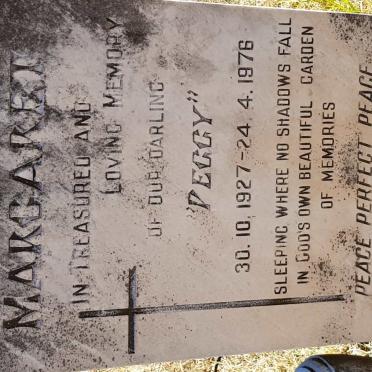 MARGARET
IN TREASURED AND
LOVING MEMORY
OF OUR DARLING
"PEGGY"
30. 10. 1927 – 24. 4. 1976
SLEEPING WHERE NO SHADOWS FALL
IN GOD'S OWN BEAUTIFUL GARDEN
OF MEMORIES
PEACE PERFECT PEACE